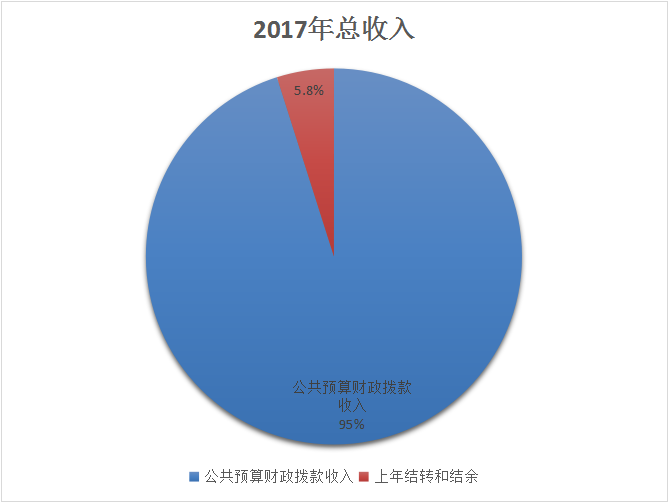 2017年总收入
5.8%
公共预算财政拨款
收入
95%
公共预算财政拨款收入 上年结转和结余